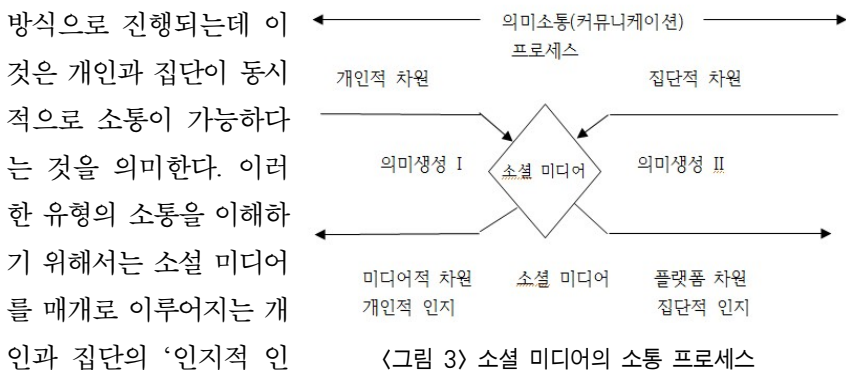 방식으로 진행되는데 이
것은 개인과 집단이 동시
적으로 소통이 가능하다
는 것을 의미한다. 이러
한 유형의 소통을 이해하
기 위해서는 소설 미디어
를 매개로 이루어지는 개
인과 집단의 ‘인지적 인
의미소통(커뮤니케이션)
프로세스
개인적 차원 집단적 차원
의미생성 I 소셜 미디어 의미생성 II
미디어적 차원 소셜 미디어 플랫폼 차원
개인적 인지 집단적 인지
〈그림 3〉 소셜 미디어의 소통 프로세스